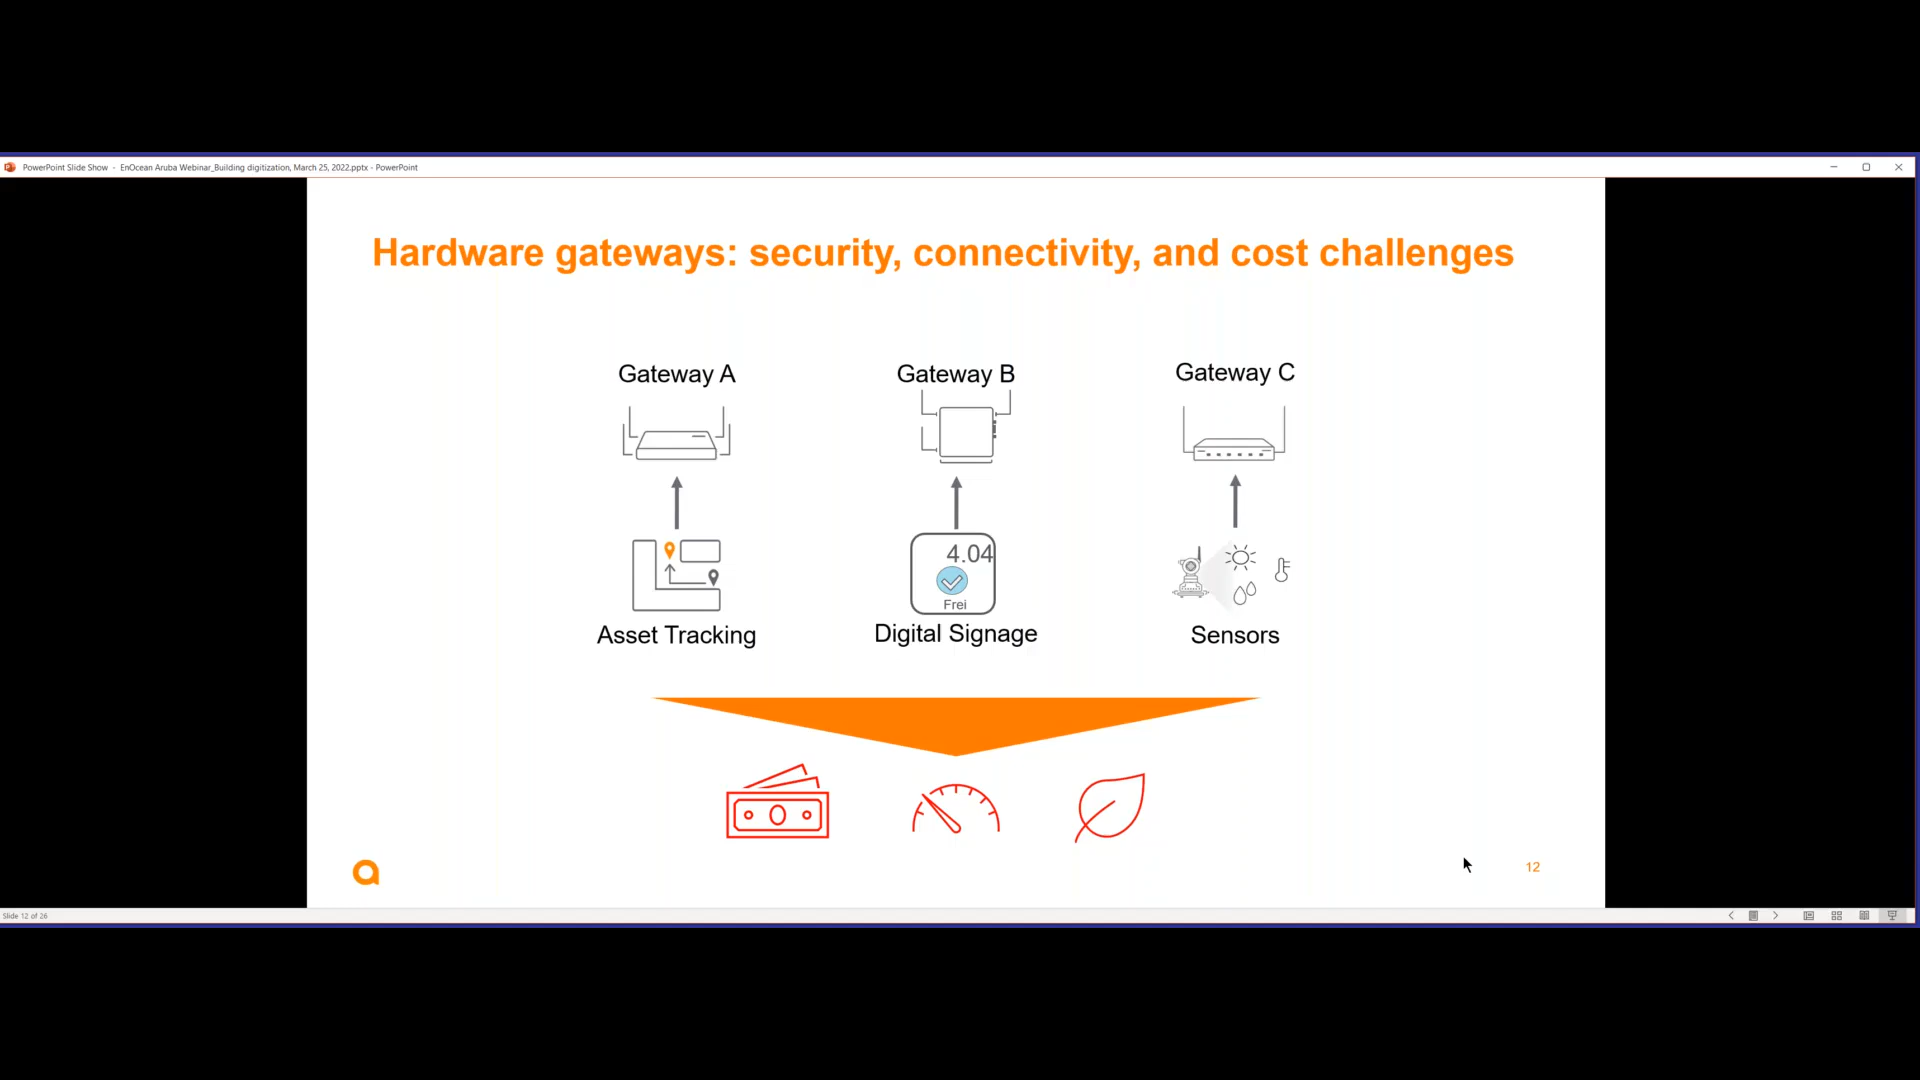 PowerPoint Slide Show - EnOcean Aruba Webinar_Building digitization, March 25, 2022.pptx - PowerPoint
Hardware gateways: security, connectivity, and cost challenges
Gateway A
Gateway B
Gateway C
4.04
Frei
Asset Tracking
Digital Signage
Sensors
12
Slide 12 of 26